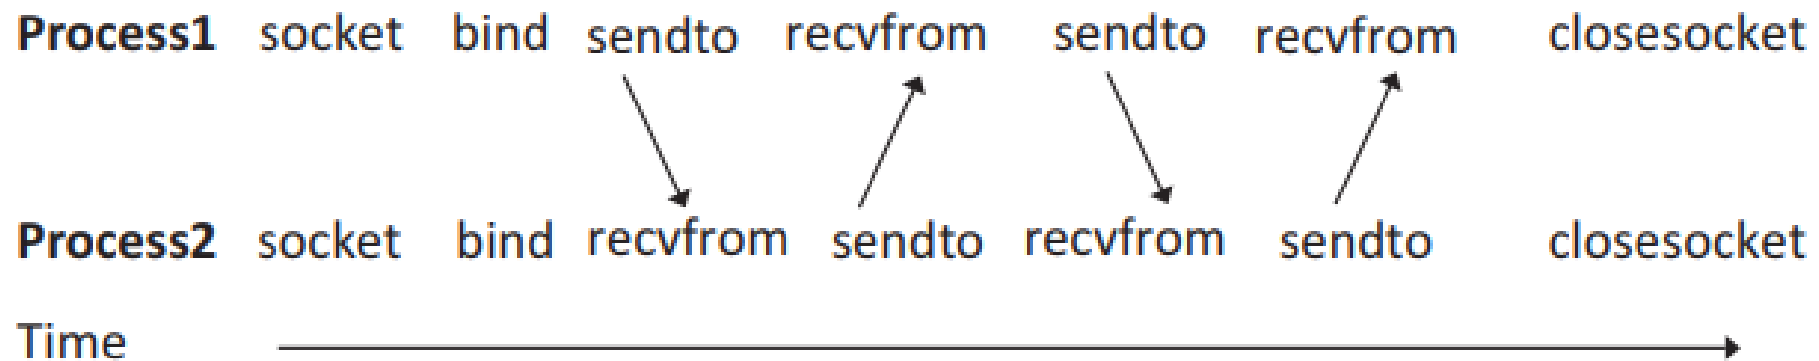 Process1 socket bind sendto recvfrom sendto recvfrom closesocket
Process2 socket bind recvfrom sendto recvfrom sendto closesocket
Time